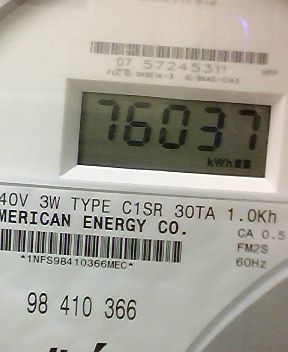 07 57245311
76037
kWh
40V 3W TYPE C1SR 30TA 1.0Kh
MERICAN ENERGY CO.
CA 0.5
FM2S
60Hz
*1NFS98410366MEC*
98 410 366